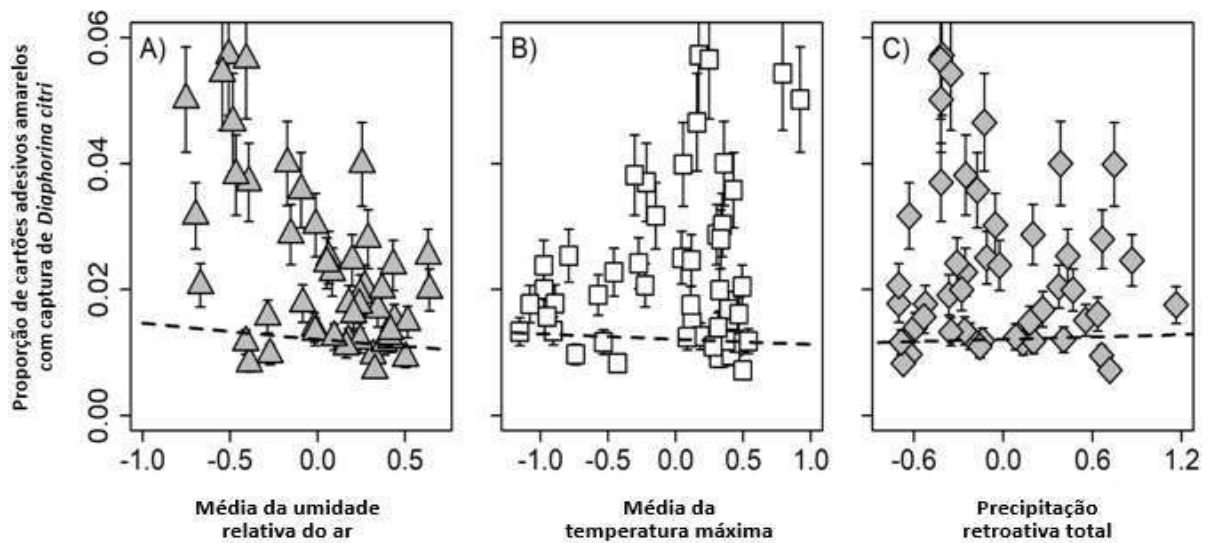 Proporção de cartões adesivos amarelos
com captura de Diaphorina citri
0.06
0.04
0.02
0.00
A)
B)
C)
-1.0 -0.5 0.0 0.5
-1.0 -0.5 0.0 0.5 1.0
-0.6 0.0 0.6 1.2
Média da umidade
relativa do ar
Média da
temperatura máxima
Precipitação
retroativa total